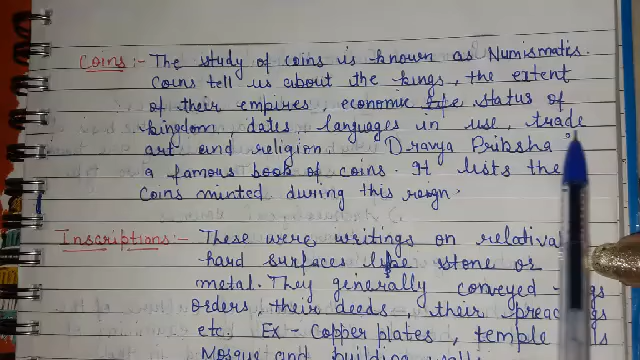 Coins :- The study of coins is known as Numismatics.
Coins tell us about the kings, the extent
of their empires, economic status of
kingdom, dates, languages in use, trade
art and religion. Dravya Priksha
a famous book of coins. It lists the
Coins minted during this reign.
Inscriptions :- These were writings on
hard surfaces like stone or
metal. They generally conveyed
orders, their deeds, their
etc. Ex - Copper plates, temple
Mosque and building